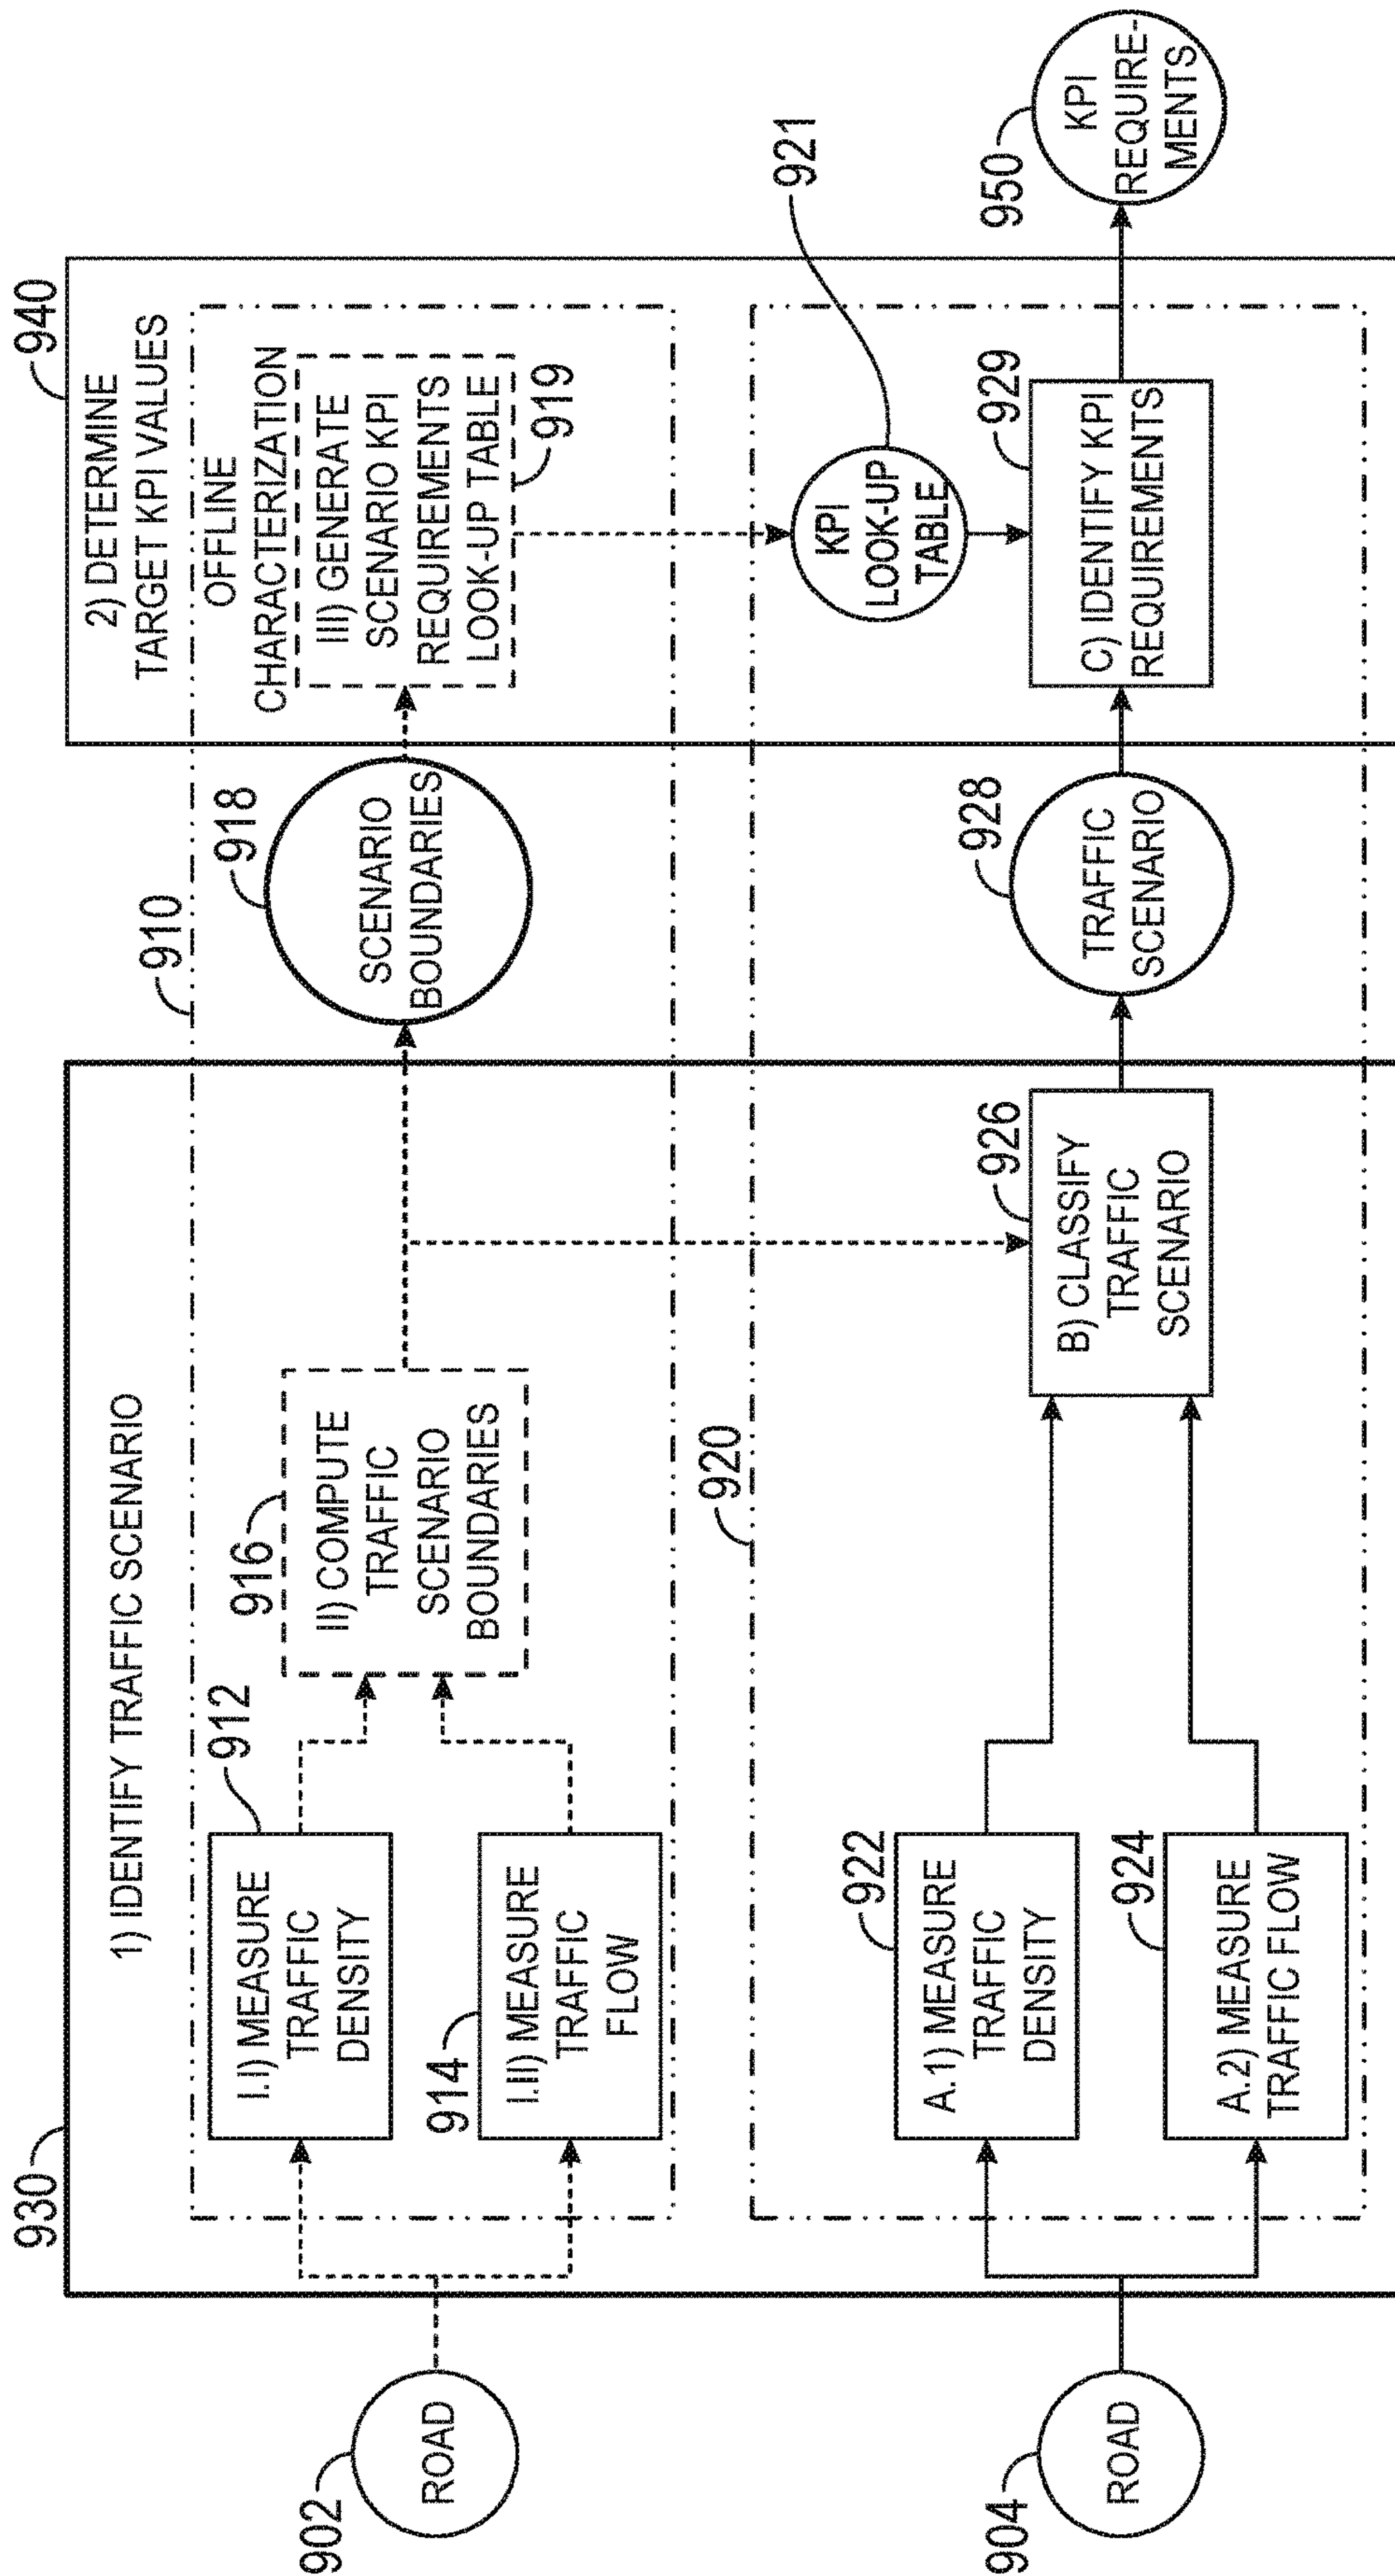 930
1) IDENTIFY TRAFFIC SCENARIO
940
2) DETERMINE
TARGET KPI VALUES
910
OFFLINE
CHARACTERIZATION
902
ROAD
912
I.I) MEASURE
TRAFFIC
DENSITY
914
I.II) MEASURE
TRAFFIC
FLOW
916
II) COMPUTE
TRAFFIC
SCENARIO
BOUNDARIES
918
SCENARIO
BOUNDARIES
III) GENERATE
SCENARIO KPI
REQUIREMENTS
LOOK-UP TABLE
919
920
904
ROAD
922
A.1) MEASURE
TRAFFIC
DENSITY
924
A.2) MEASURE
TRAFFIC FLOW
926
B) CLASSIFY
TRAFFIC
SCENARIO
928
TRAFFIC
SCENARIO
921
KPI
LOOK-UP
TABLE
929
C) IDENTIFY KPI
REQUIREMENTS
950
KPI
REQUIRE-
MENTS